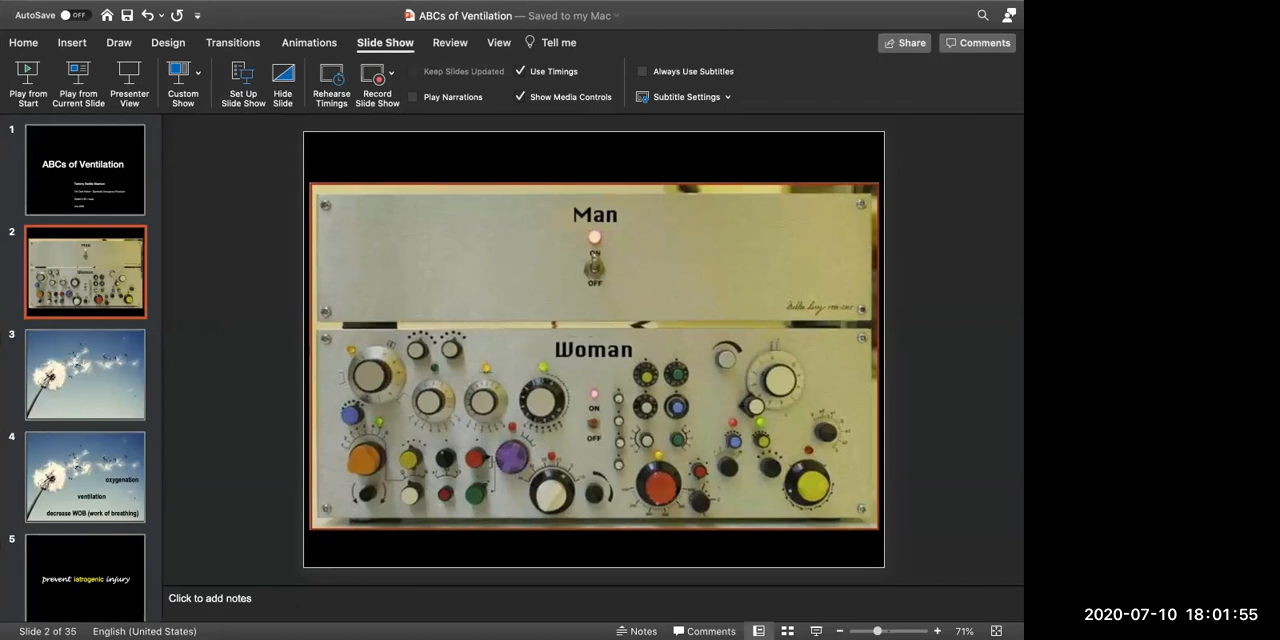 AutoSave OFF
ABCs of Ventilation — Saved to my Mac
Home Insert Draw Design Transitions Animations Slide Show Review View Tell me
Share Comments
Play from Start
Play from Current Slide
Presenter View
Custom Show
Set Up Slide Show
Hide Slide
Rehearse Timings
Record Slide Show
Keep Slides Updated
Use Timings
Play Narrations
Show Media Controls
Always Use Subtitles
Subtitle Settings
1
ABCs of Ventilation
2
Man
Woman
3
4
oxygenation
ventilation
decrease WOB (work of breathing)
5
prevent iatrogenic injury
Man
ON
OFF
Woman
ON
OFF
Click to add notes
Slide 2 of 35 English (United States)
Notes Comments 71%
2020-07-10 18:01:55